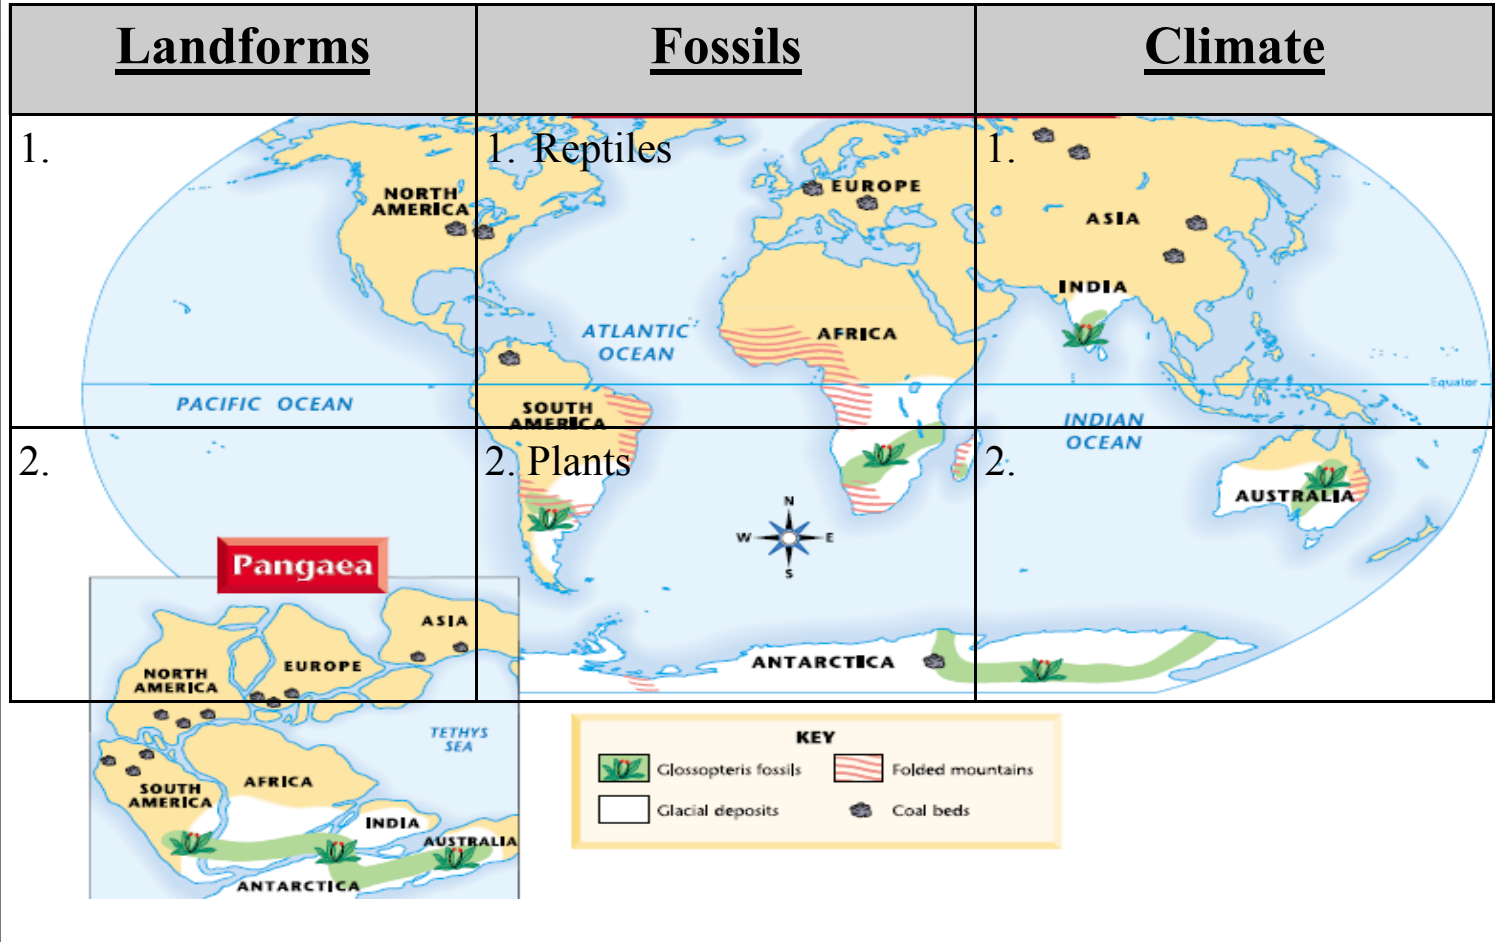 Landforms
Fossils
Climate
1.
1. Reptiles
1.
NORTH
AMERICA
EUROPE
ASIA
INDIA
ATLANTIC
OCEAN
AFRICA
Equator
PACIFIC OCEAN
SOUTH
AMERICA
INDIAN
OCEAN
2.
2. Plants
2.
AUSTRALIA
N
W
E
S
ANTARCTICA
Pangaea
ASIA
EUROPE
NORTH
AMERICA
TETHYS
SEA
AFRICA
SOUTH
AMERICA
INDIA
AUSTRALIA
ANTARCTICA
KEY
Glossopteris fossils
Folded mountains
Glacial deposits
Coal beds